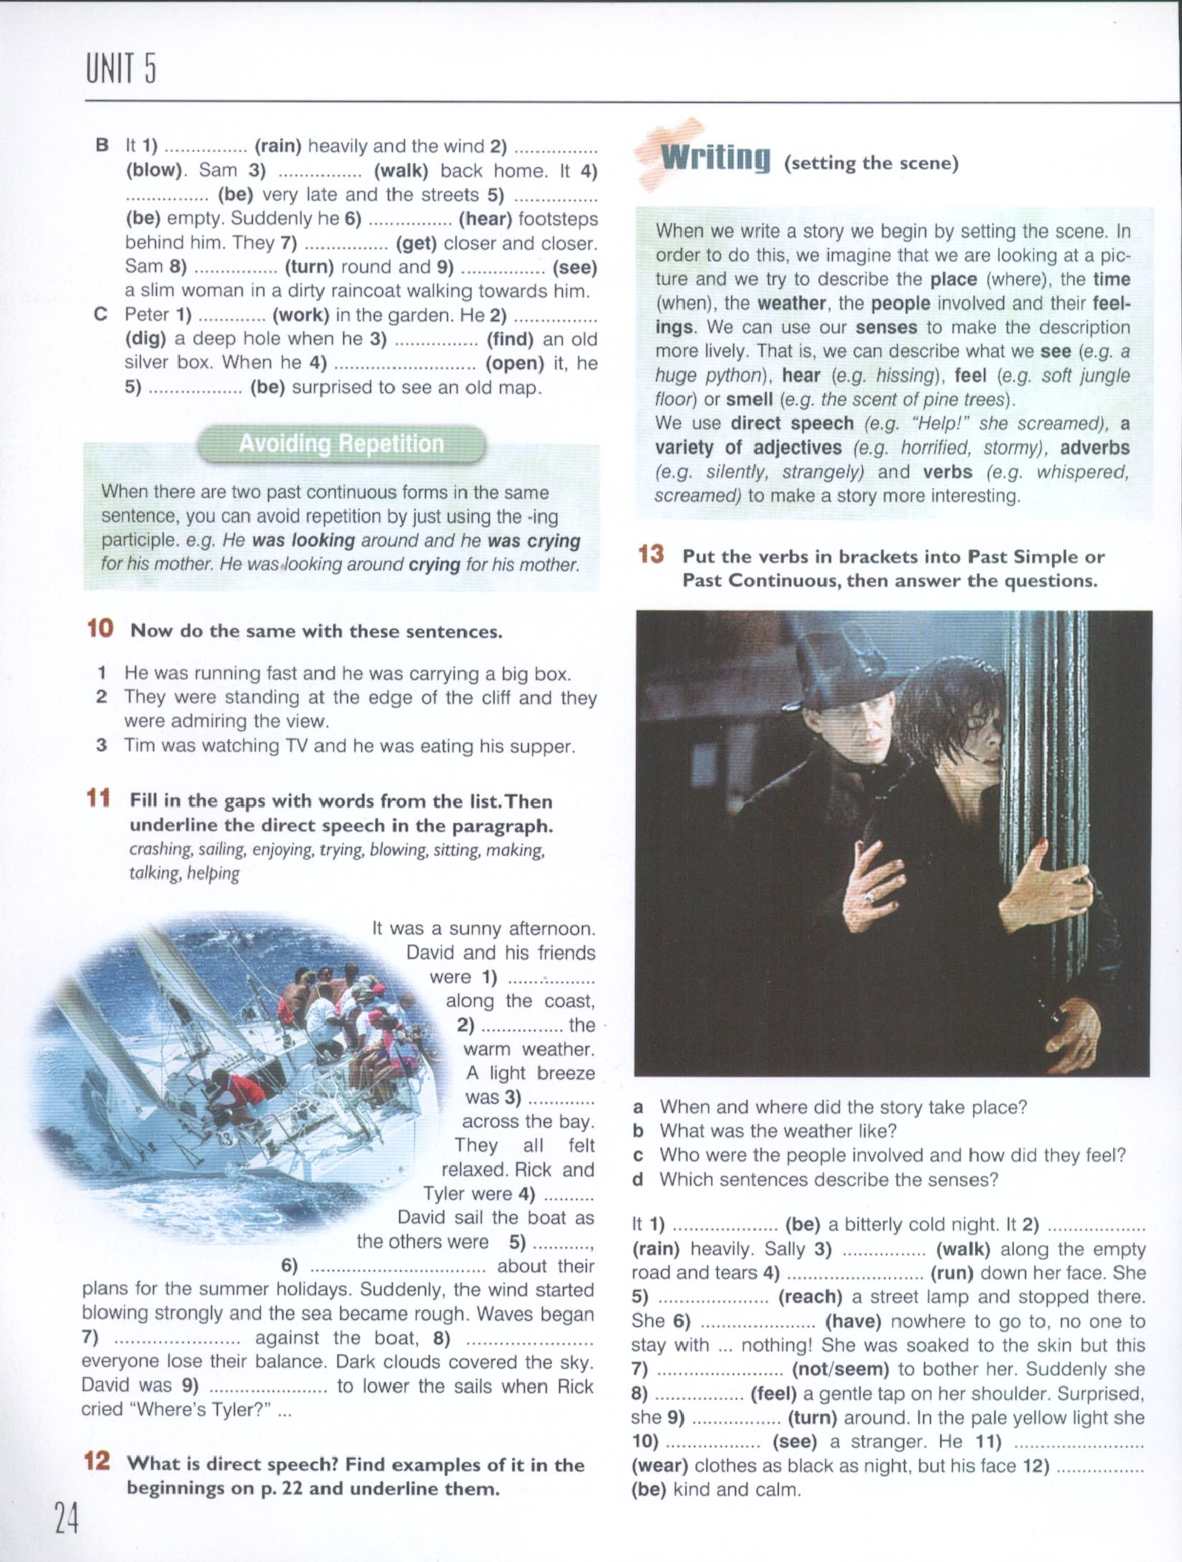 UNIT 5
B It 1) ............... (rain) heavily and the wind 2) ...............
(blow). Sam 3) ............... (walk) back home. It 4)
............... (be) very late and the streets 5) ...............
(be) empty. Suddenly he 6) ............... (hear) footsteps
behind him. They 7) ............... (get) closer and closer.
Sam 8) ............... (turn) round and 9) ............... (see)
a slim woman in a dirty raincoat walking towards him.
C Peter 1) ............. (work) in the garden. He 2) ................
(dig) a deep hole when he 3) ................ (find) an old
silver box. When he 4) .......................... (open) it, he
5) .................. (be) surprised to see an old map.
Avoiding Repetition
When there are two past continuous forms in the same
sentence, you can avoid repetition by just using the -ing
participle. e.g. He was looking around and he was crying
for his mother. He was looking around crying for his mother.
10 Now do the same with these sentences.
1 He was running fast and he was carrying a big box.
2 They were standing at the edge of the cliff and they
were admiring the view.
3 Tim was watching TV and he was eating his supper.
11 Fill in the gaps with words from the list. Then
underline the direct speech in the paragraph.
crashing, sailing, enjoying, trying, blowing, sitting, making,
talking, helping
It was a sunny afternoon.
David and his friends
were 1) ................
along the coast,
2) ................ the
warm weather.
A light breeze
was 3) .............
across the bay.
They all felt
relaxed. Rick and
Tyler were 4) ..........
David sail the boat as
the others were 5) ...........,
6) ................................ about their
plans for the summer holidays. Suddenly, the wind started
blowing strongly and the sea became rough. Waves began
7) ....................... against the boat, 8) .......................
everyone lose their balance. Dark clouds covered the sky.
David was 9) ...................... to lower the sails when Rick
cried “Where's Tyler?” ...
12 What is direct speech? Find examples of it in the
beginnings on p. 22 and underline them.
24
Writing (setting the scene)
When we write a story we begin by setting the scene. In
order to do this, we imagine that we are looking at a pic-
ture and we try to describe the place (where), the time
(when), the weather, the people involved and their feel-
ings. We can use our senses to make the description
more lively. That is, we can describe what we see (e.g. a
huge python), hear (e.g. hissing), feel (e.g. soft jungle
floor) or smell (e.g. the scent of pine trees).
We use direct speech (e.g. “Help!” she screamed), a
variety of adjectives (e.g. horrified, stormy), adverbs
(e.g. silently, strangely) and verbs (e.g. whispered,
screamed) to make a story more interesting.
13 Put the verbs in brackets into Past Simple or
Past Continuous, then answer the questions.
a When and where did the story take place?
b What was the weather like?
c Who were the people involved and how did they feel?
d Which sentences describe the senses?
It 1) ................... (be) a bitterly cold night. It 2) ..................
(rain) heavily. Sally 3) ............... (walk) along the empty
road and tears 4) ......................... (run) down her face. She
5) .................... (reach) a street lamp and stopped there.
She 6) ..................... (have) nowhere to go to, no one to
stay with ... nothing! She was soaked to the skin but this
7) ....................... (not/seem) to bother her. Suddenly she
8) ................ (feel) a gentle tap on her shoulder. Surprised,
she 9) ................ (turn) around. In the pale yellow light she
10) ................. (see) a stranger. He 11) ........................
(wear) clothes as black as night, but his face 12) ................
(be) kind and calm.